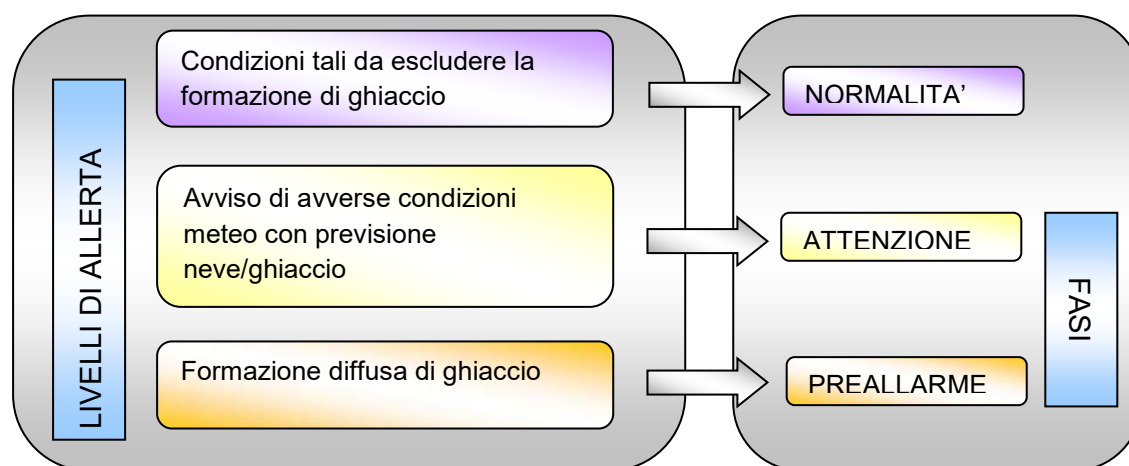 LIVELLI DI ALLERTA
Condizioni tali da escludere la
formazione di ghiaccio
NORMALITA’
Avviso di avverse condizioni
meteo con previsione
neve/ghiaccio
ATTENZIONE
Formazione diffusa di ghiaccio
PREALLARME
FASI